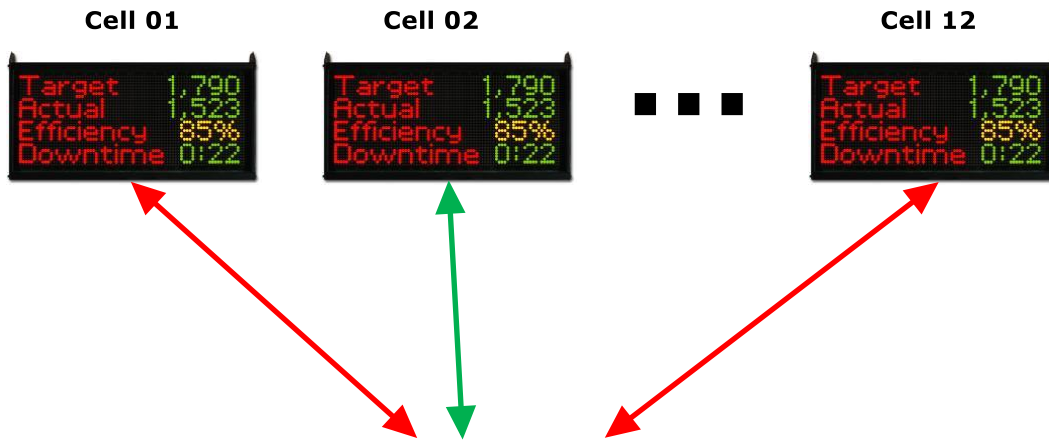 Cell 01
Cell 02
Cell 12
Target 1,790
Actual 1,523
Efficiency 85%
Downtime 0:22
Target 1,790
Actual 1,523
Efficiency 85%
Downtime 0:22
Target 1,790
Actual 1,523
Efficiency 85%
Downtime 0:22